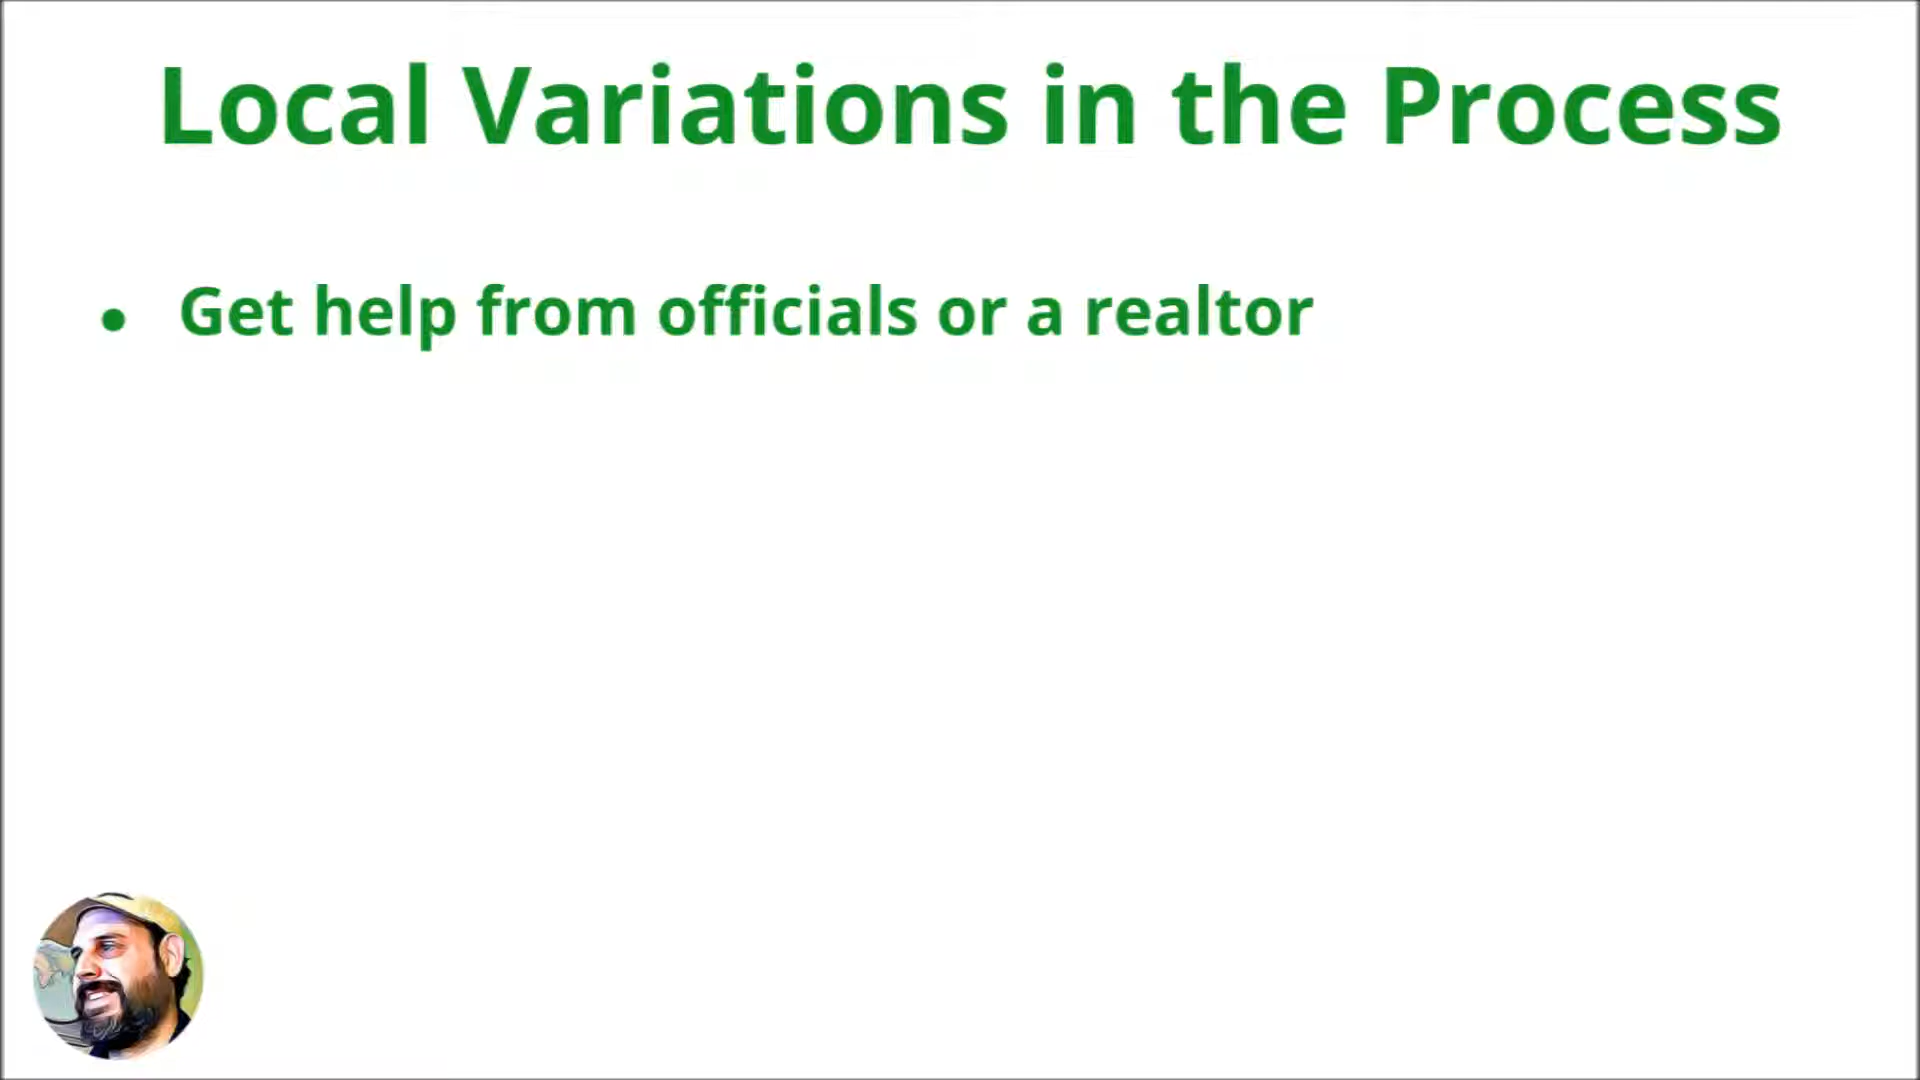 Local Variations in the Process
• Get help from officials or a realtor